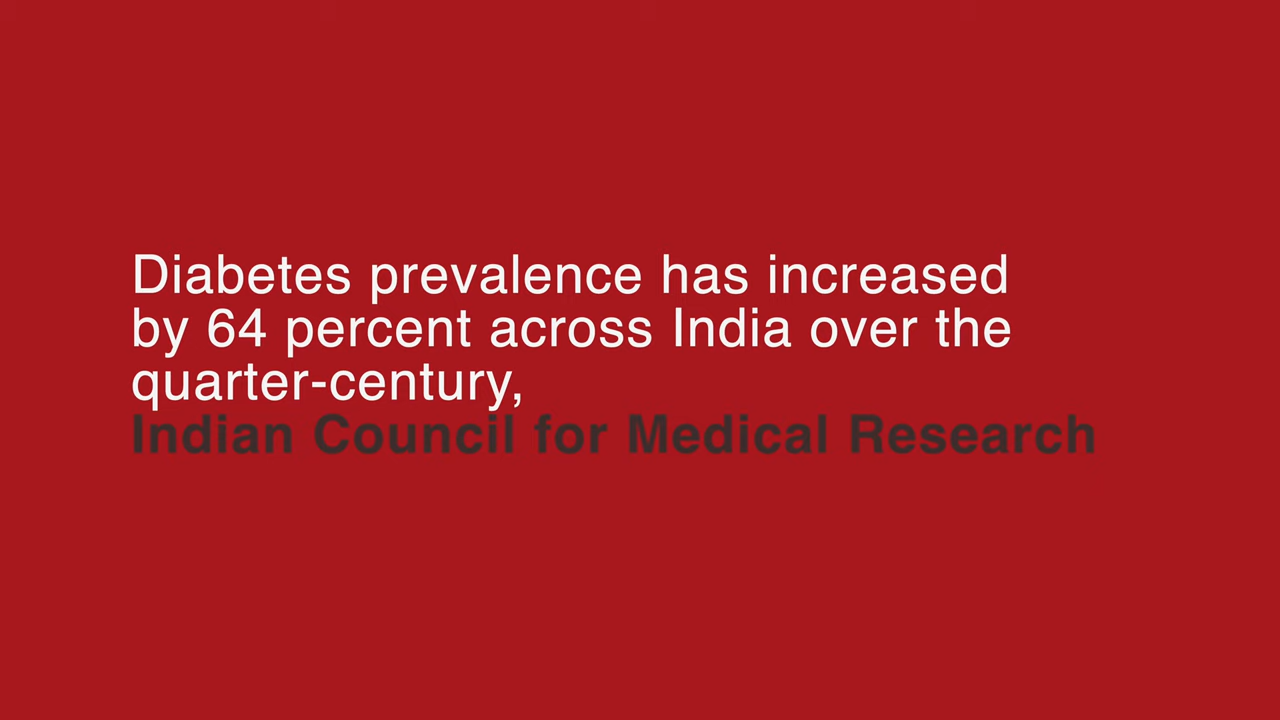 Diabetes prevalence has increased
by 64 percent across India over the
quarter-century,
Indian Council for Medical Research